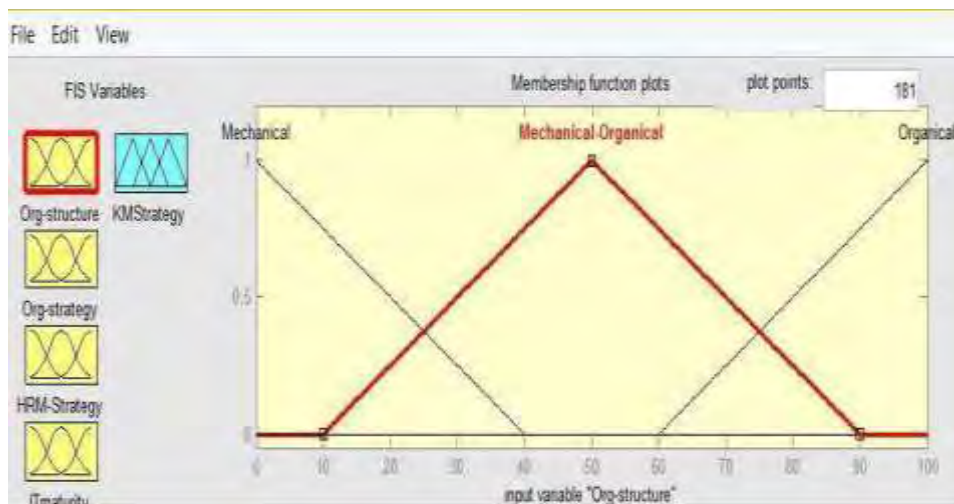 File Edit View
FIS Variables
Membership function plots
plot points:
181
Mechanical
Mechanical-Organical
Organical
Org-structure
KMStrategy
Org-strategy
HRM-Strategy
ITmaturity
1
0.5
0
0 10 20 30 40 50 60 70 80 90 100
input variable "Org-structure"